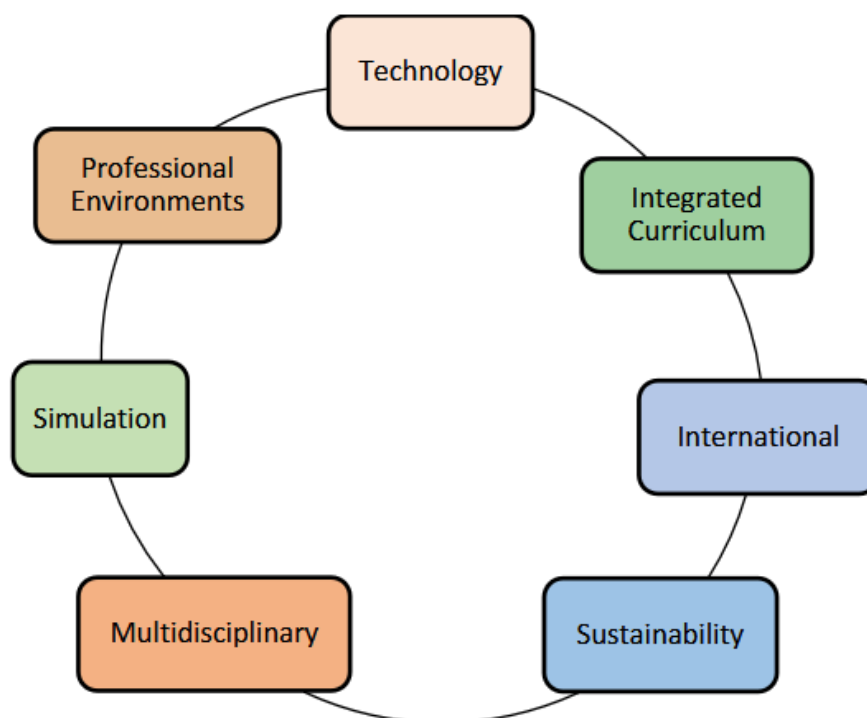 Technology
Professional
Environments
Integrated
Curriculum
Simulation
International
Multidisciplinary
Sustainability